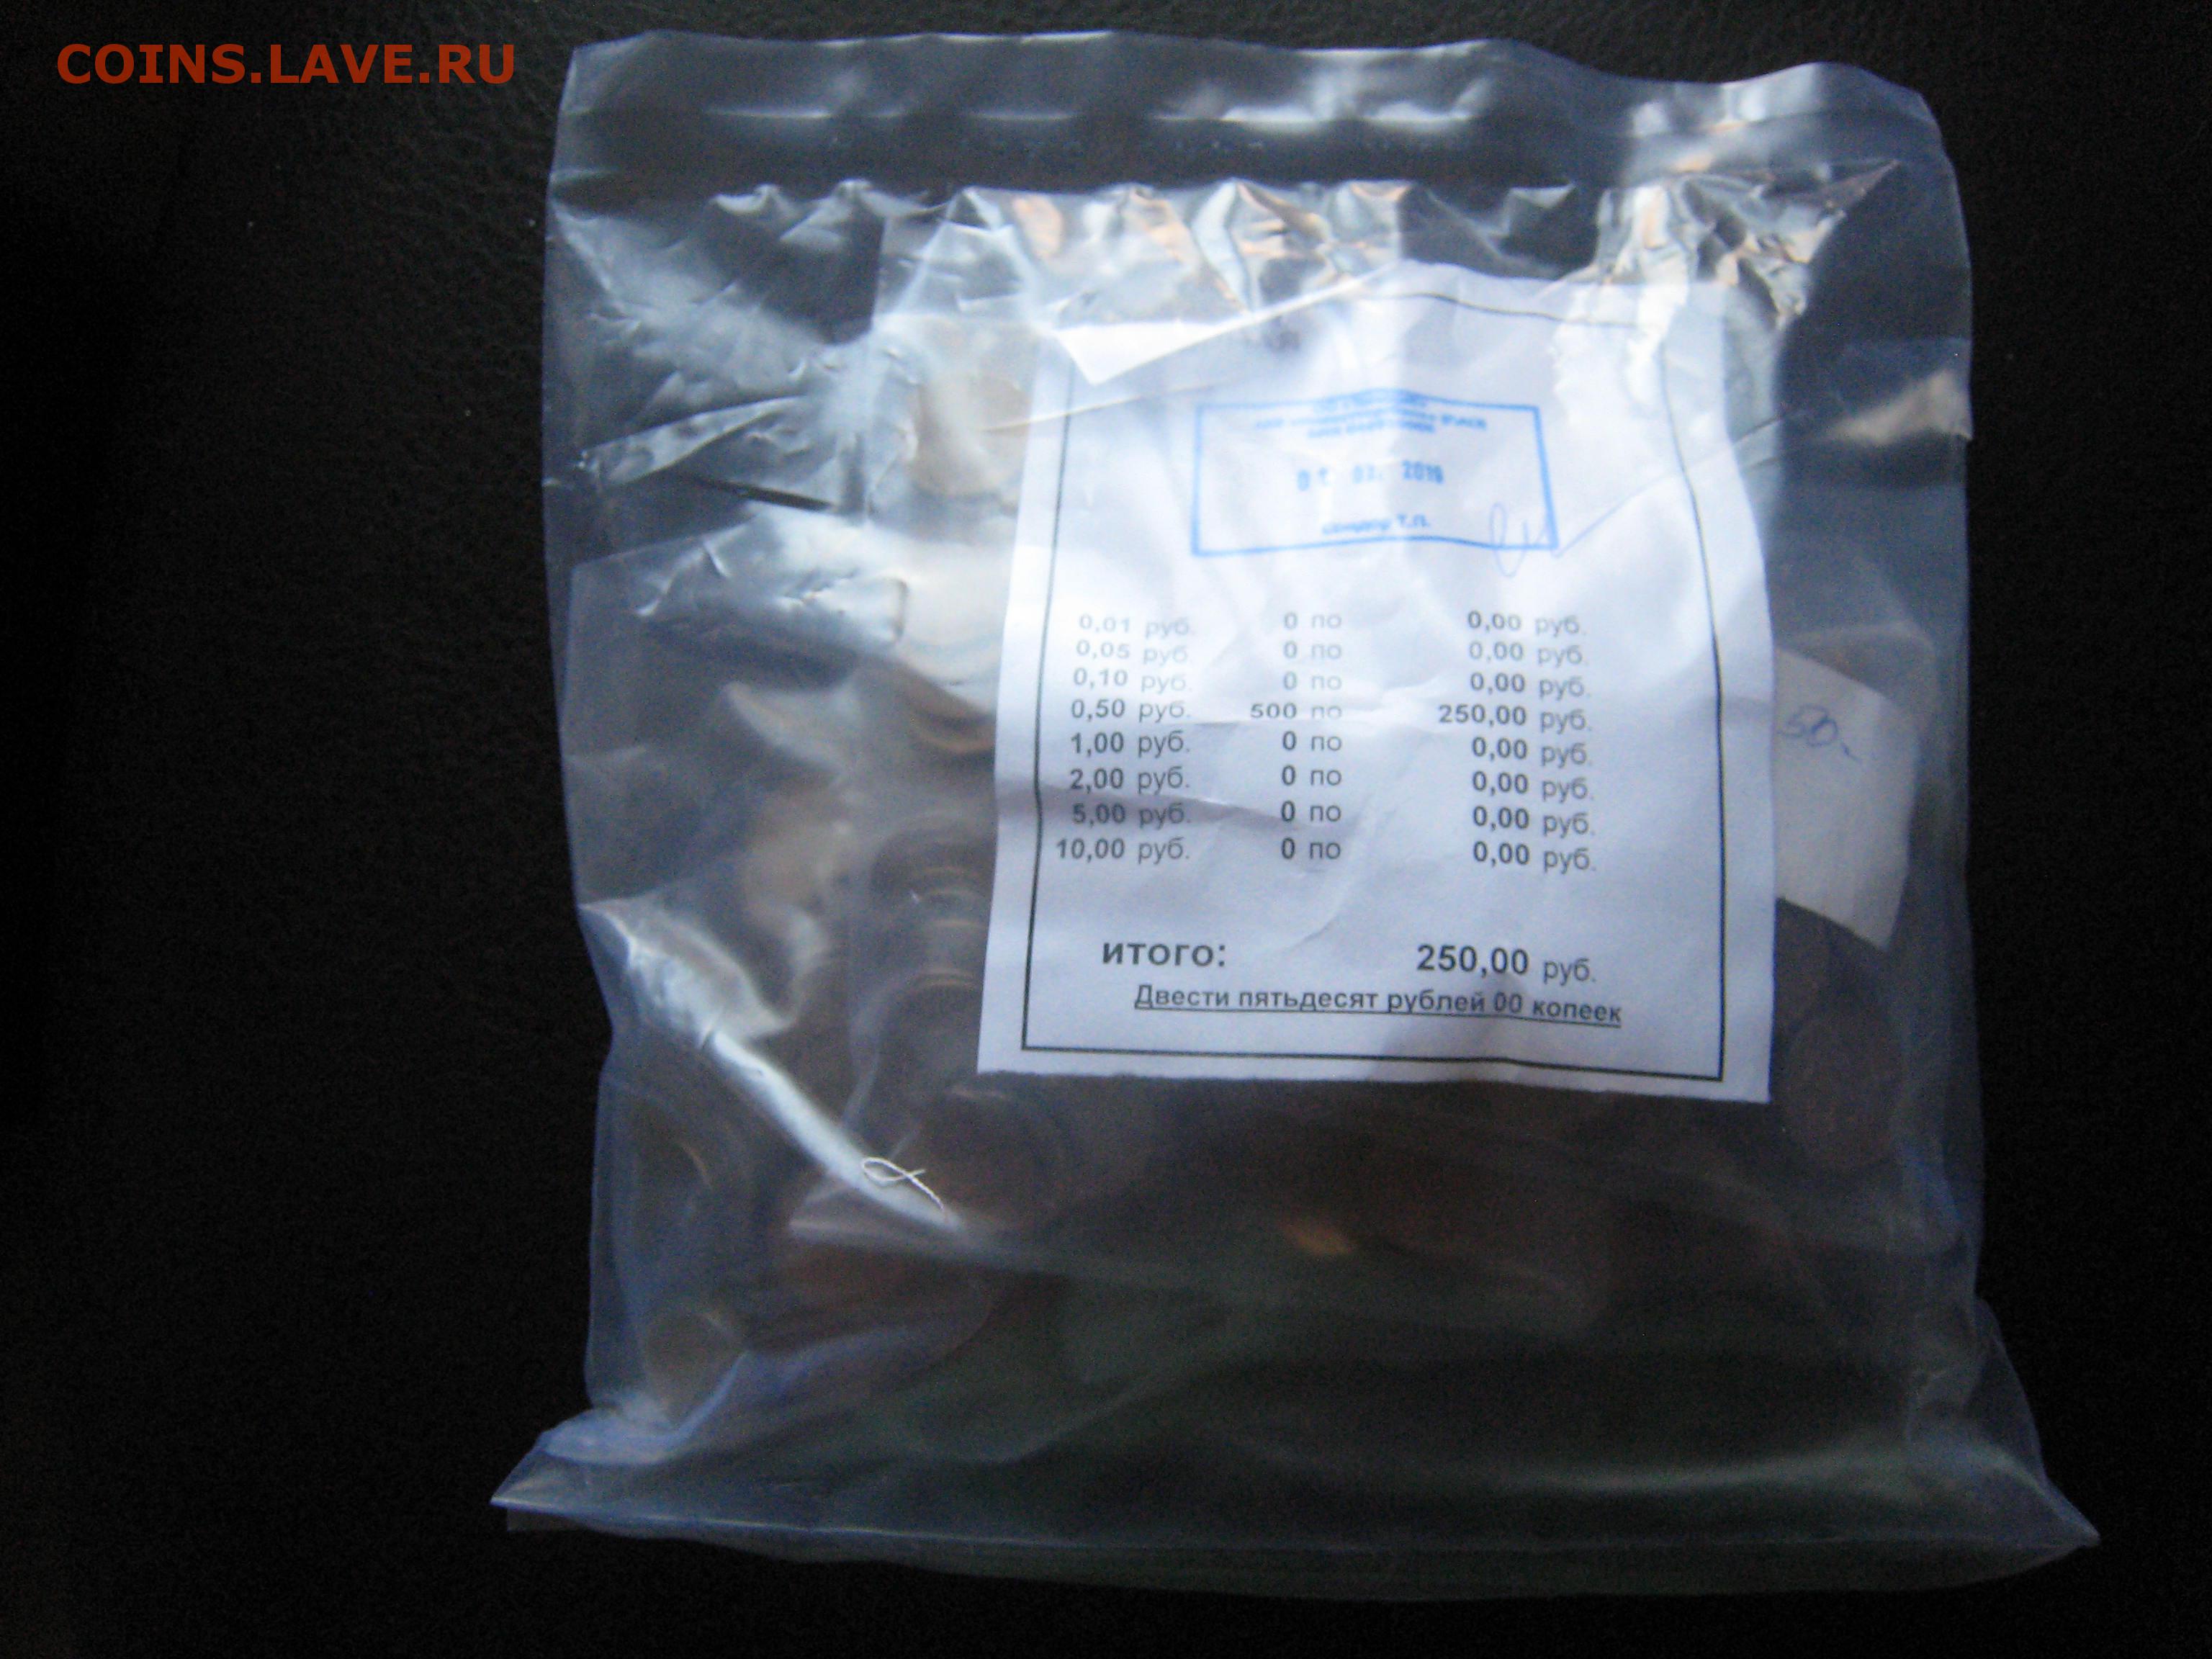 COINS.LAVE.RU
2016
Т.П.
0,01 руб. 0 по 0,00 руб.
0,05 руб. 0 по 0,00 руб.
0,10 руб. 0 по 0,00 руб.
0,50 руб. 500 по 250,00 руб.
1,00 руб. 0 по 0,00 руб.
2,00 руб. 0 по 0,00 руб.
5,00 руб. 0 по 0,00 руб.
10,00 руб. 0 по 0,00 руб.
50-
ИТОГО: 250,00 руб.
Двести пятьдесят рублей 00 копеек